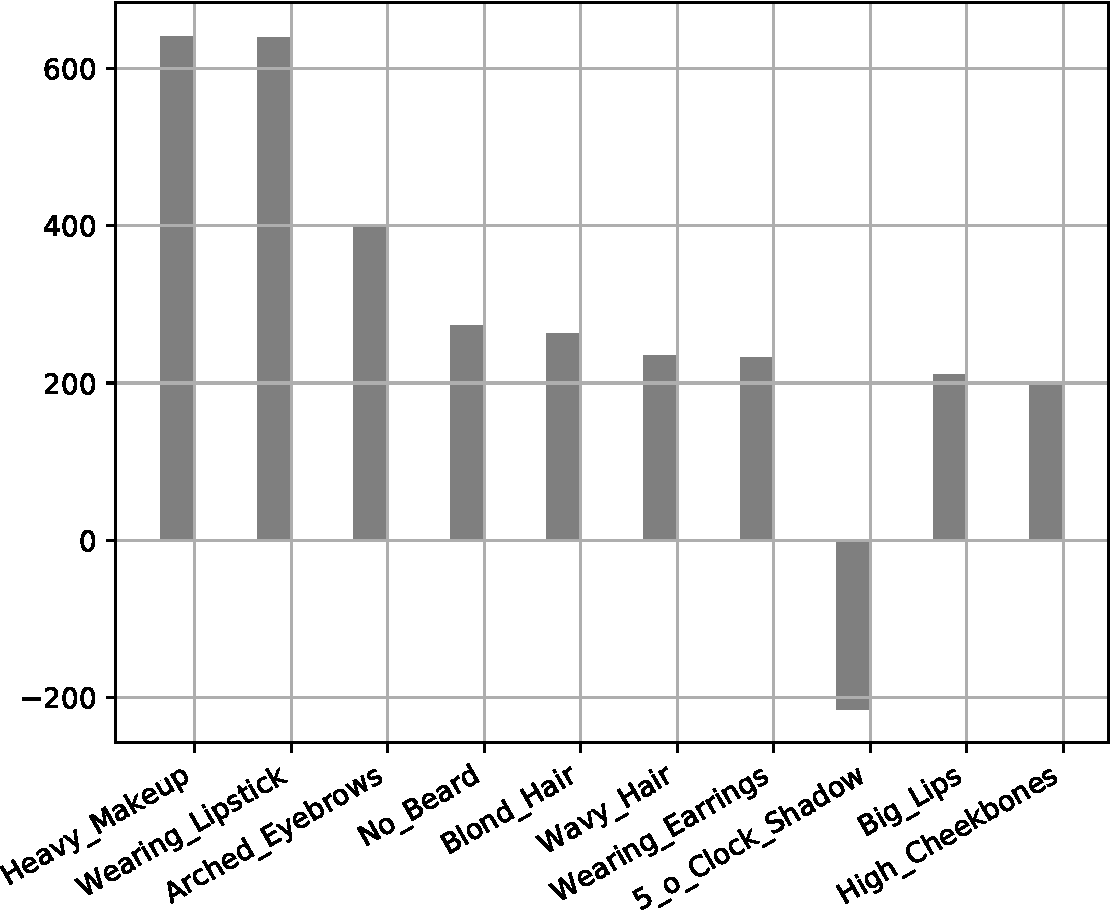 600
400
200
0
−200
Heavy_Makeup
Wearing_Lipstick
Arched_Eyebrows
No_Beard
Blond_Hair
Wavy_Hair
Wearing_Earrings
5_o_Clock_Shadow
Big_Lips
High_Cheekbones